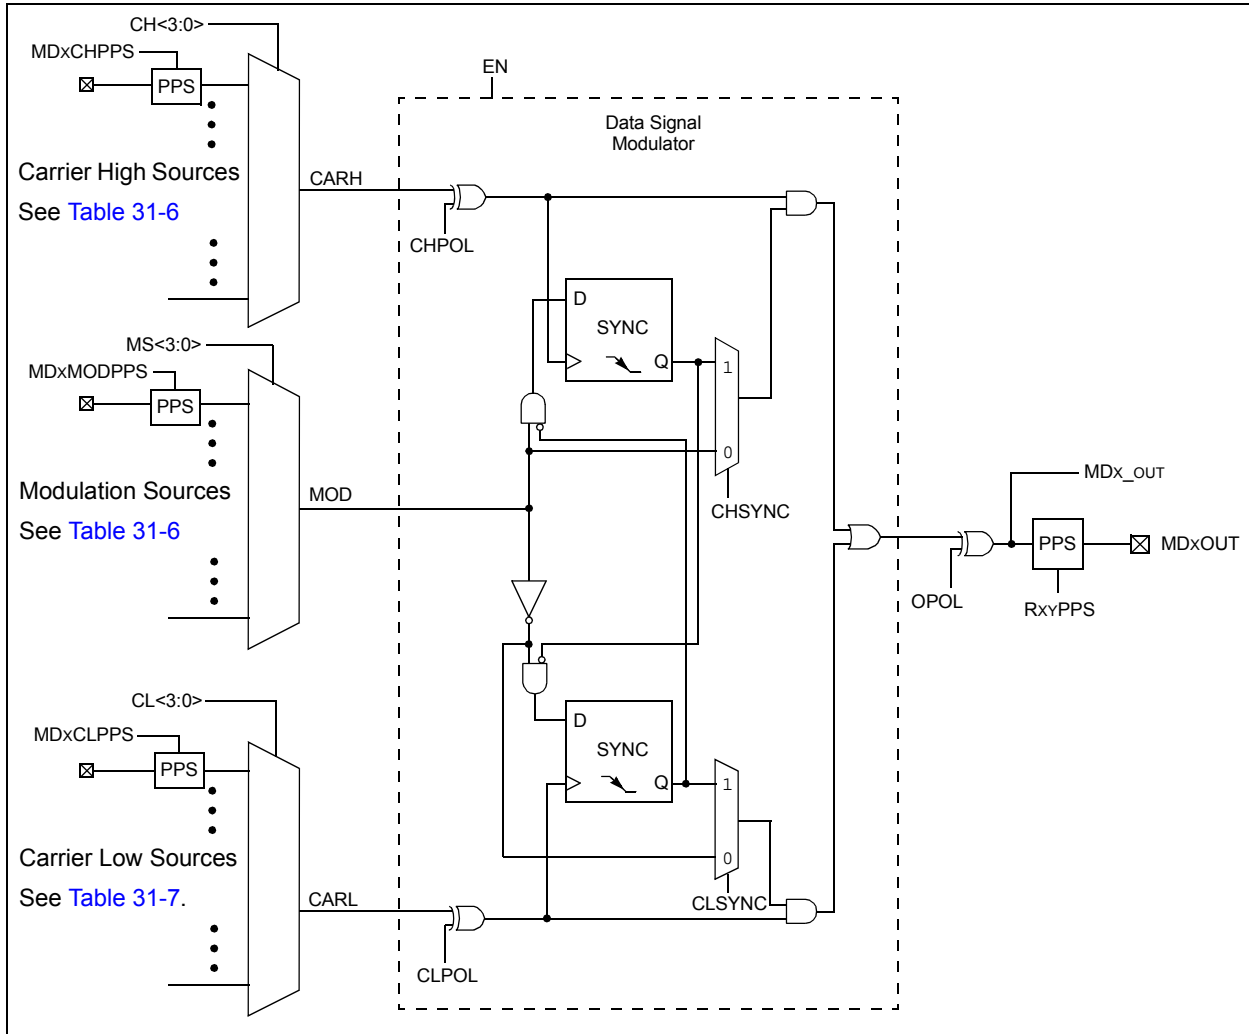 CH<3:0>
MDxCHPPS
PPS
Carrier High Sources
See Table 31-6
CARH
MS<3:0>
MDxMODPPS
PPS
Modulation Sources
See Table 31-6
MOD
CL<3:0>
MDxCLPPS
PPS
Carrier Low Sources
See Table 31-7.
CARL
EN
Data Signal
Modulator
CHPOL
D
SYNC
Q
1
0
CHSYNC
D
SYNC
Q
1
0
CLSYNC
CLPOL
OPOL
MDx_OUT
PPS
MDxOUT
RxyPPS